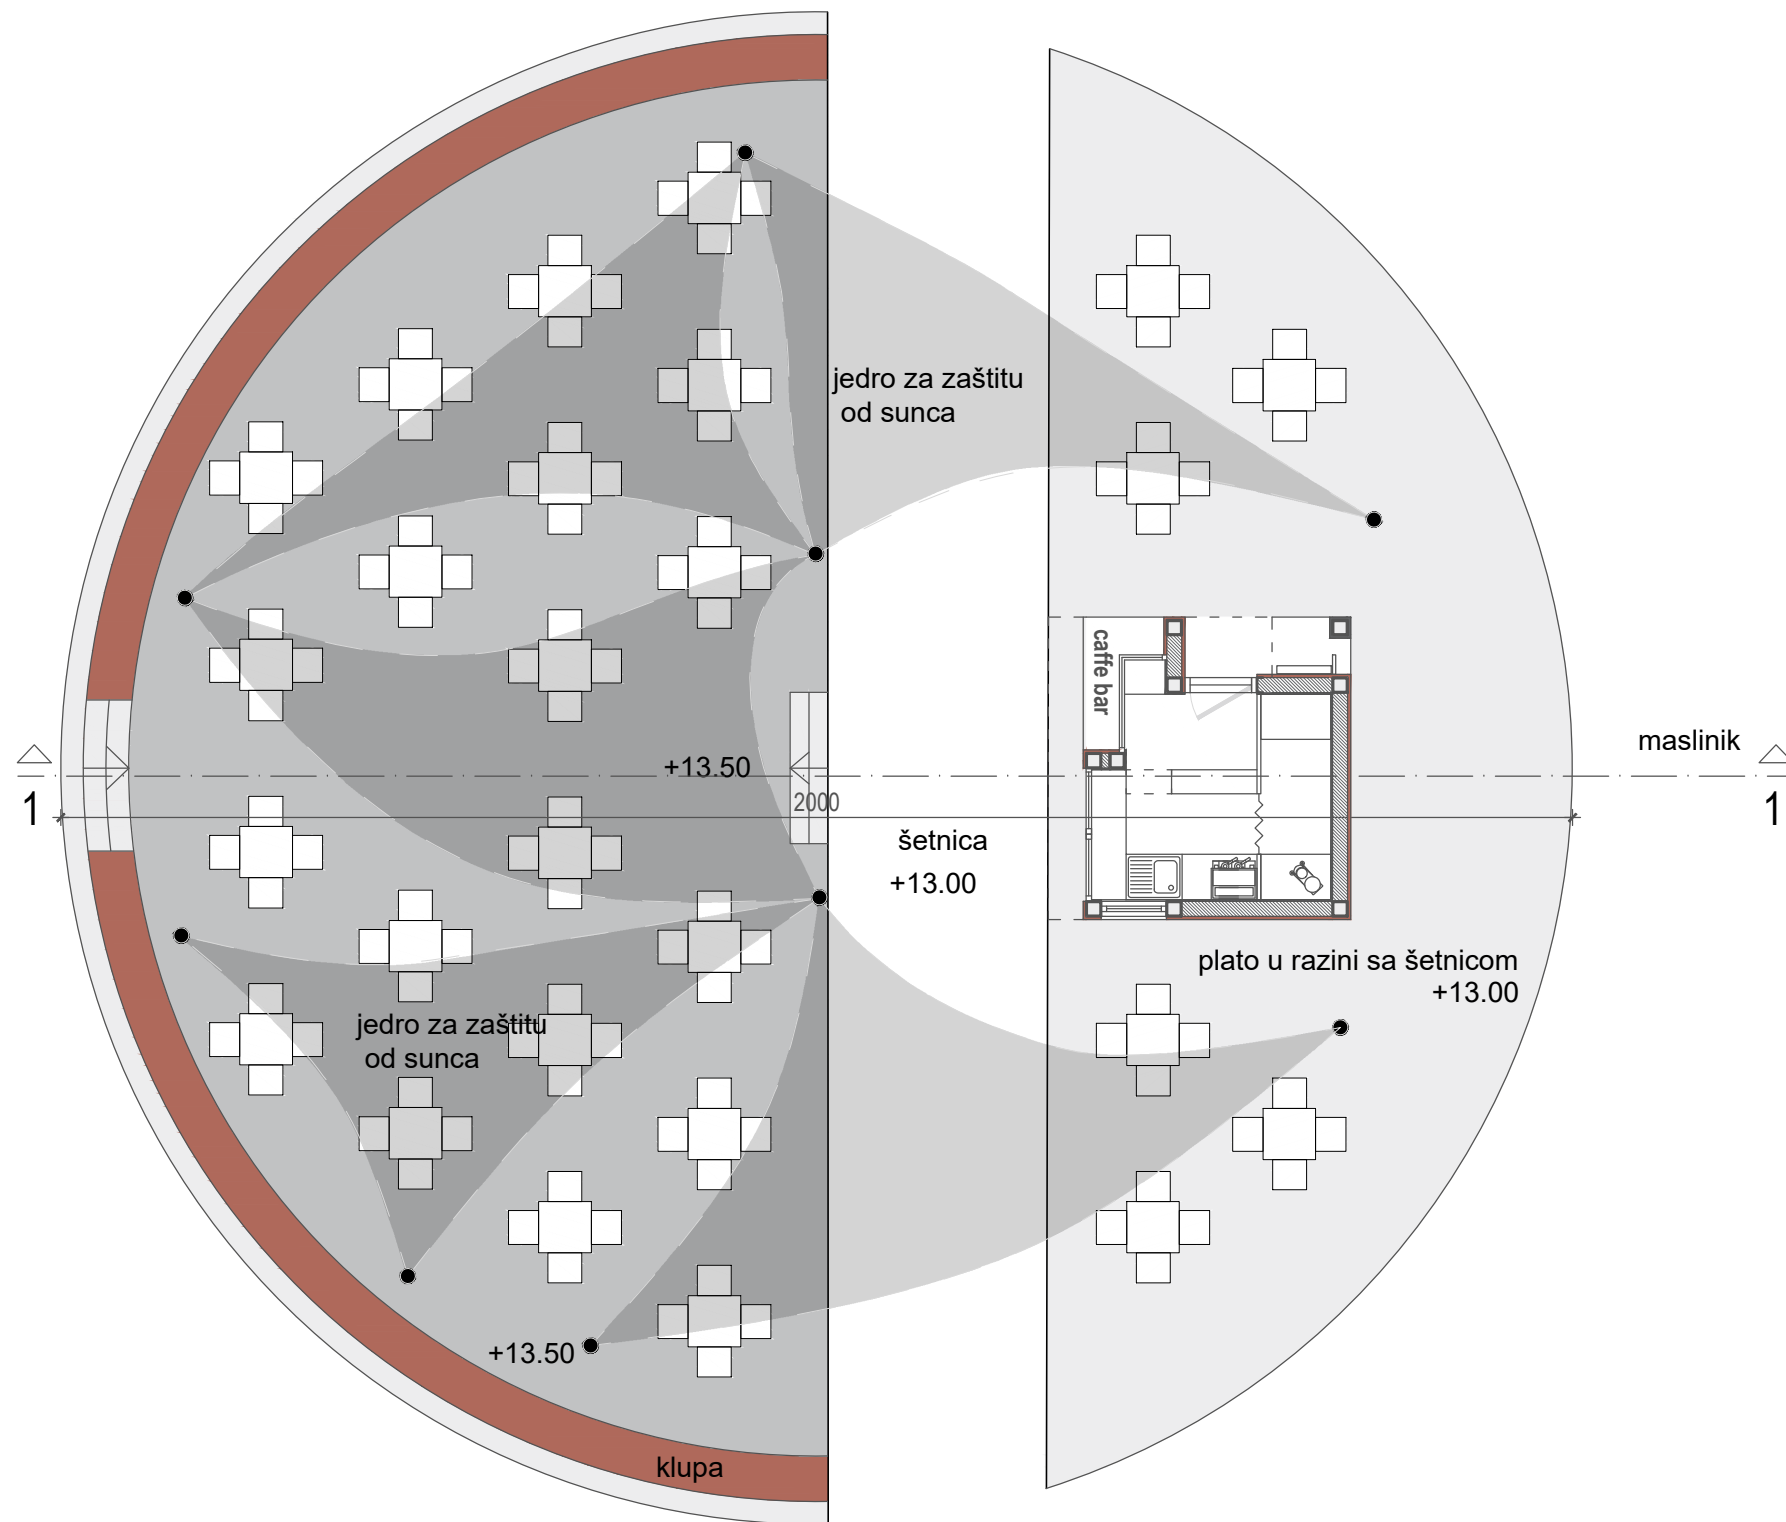 jedro za zaštitu
od sunca
caffe bar
maslinik
+13.50
1
2000
1
šetnica
+13.00
plato u razini sa šetnicom
+13.00
jedro za zaštitu
od sunca
+13.50
klupa